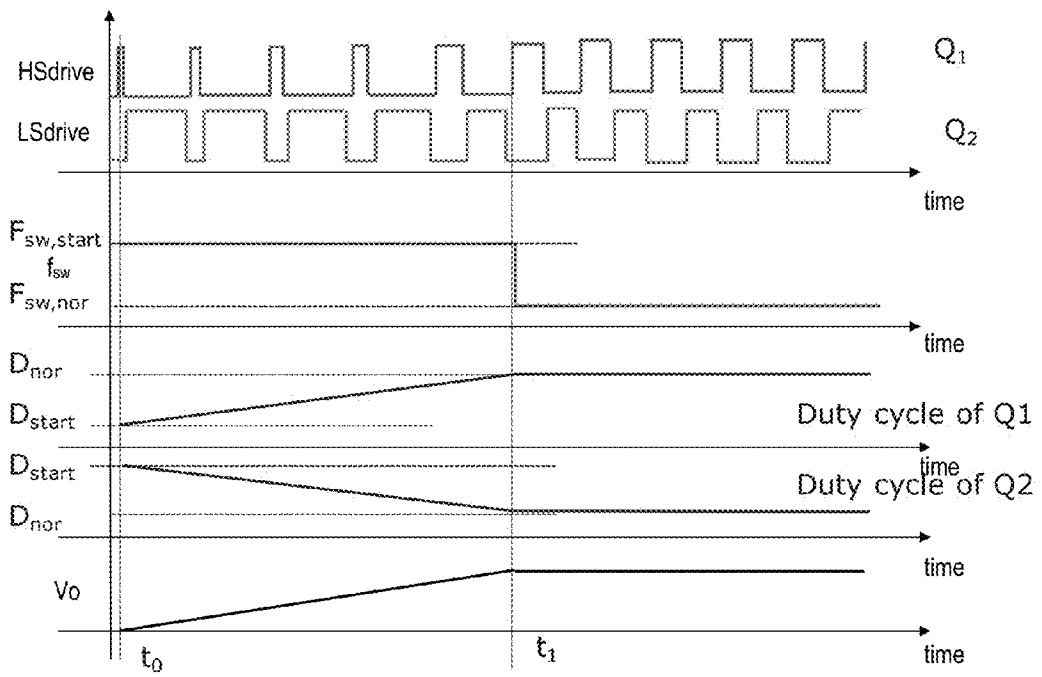 HSdrive
Q1
LSdrive
Q2
time
Fsw,start
fsw
Fsw,nor
time
Dnor
Dstart
Duty cycle of Q1
time
Dstart
Duty cycle of Q2
Dnor
time
Vo
t0
t1
time